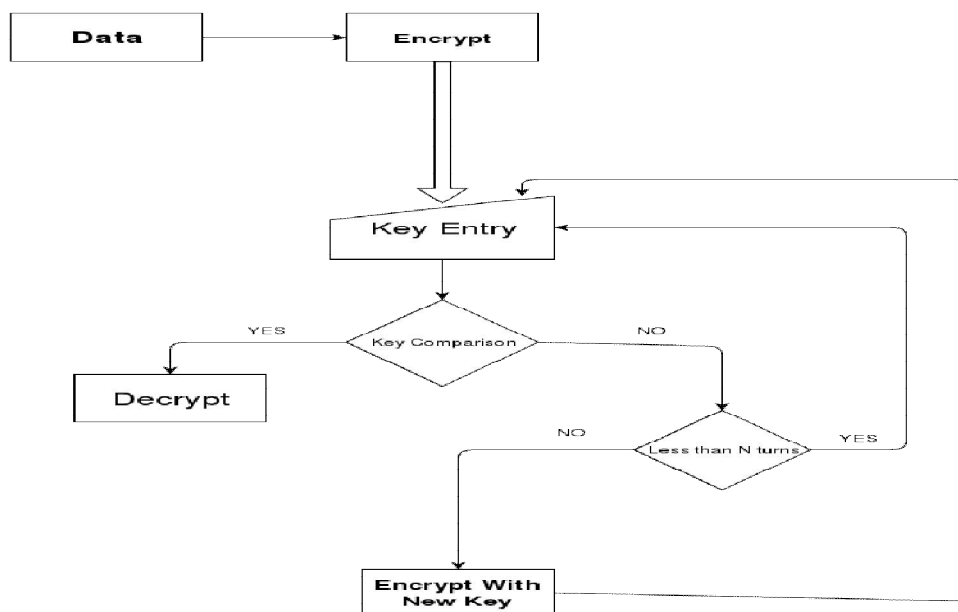 Data
Encrypt
Key Entry
YES
Key Comparison
NO
Decrypt
NO
Less than N turns
YES
Encrypt With
New Key